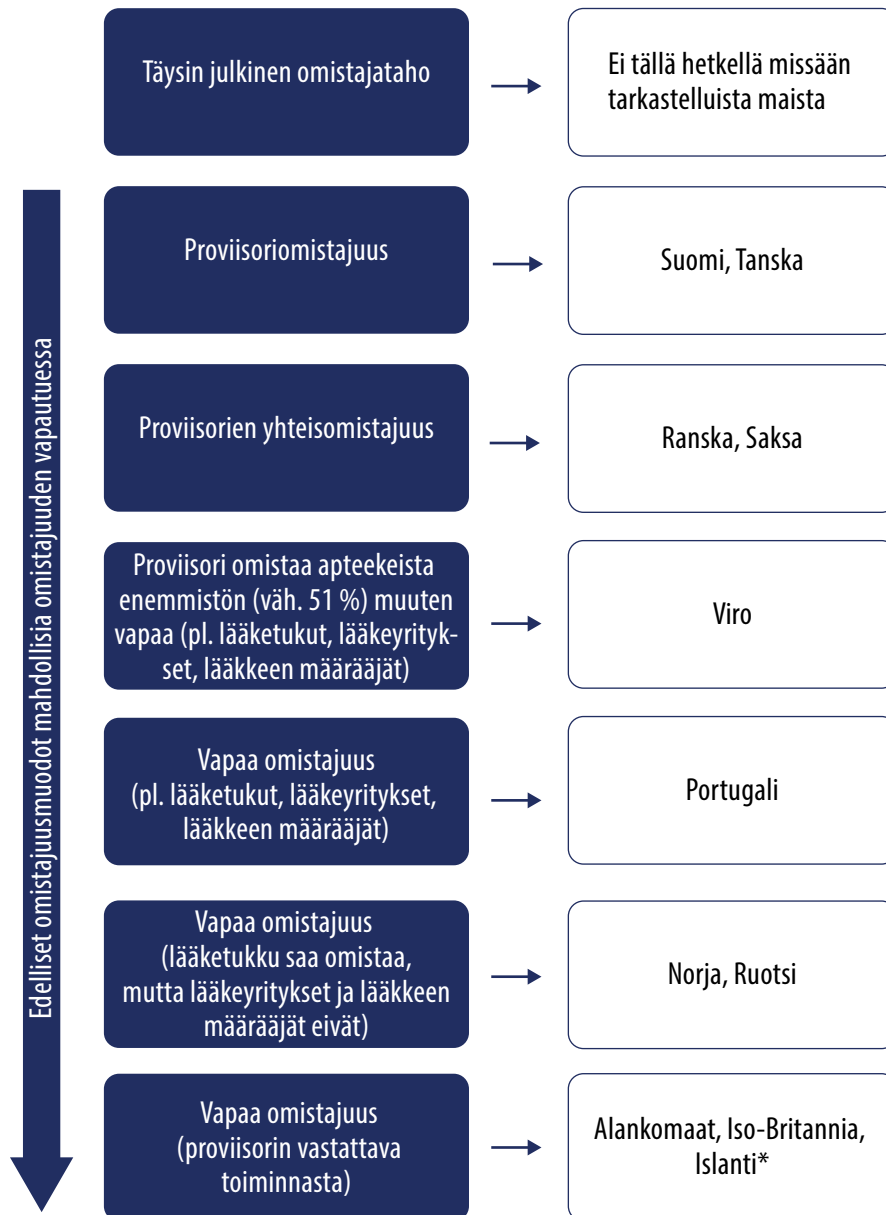 Täysin julkinen omistajataho
Ei tällä hetkellä missään
tarkastelluista maista
Edelliset omistajuusmuodot mahdollisia omistajuuden vapautuessa
Proviisoriomistajuus
Suomi, Tanska
Proviisorien yhteisomistajuus
Ranska, Saksa
Proviisori omistaa apteekeista
enemmistön (väh. 51 %) muuten
vapaa (pl. lääketukut, lääkeyrityk-
set, lääkkeen määrääjät)
Viro
Vapaa omistajuus
(pl. lääketukut, lääkeyritykset,
lääkkeen määrääjät)
Portugali
Vapaa omistajuus
(lääketukku saa omistaa,
mutta lääkeyritykset ja lääkkeen
määrääjät eivät)
Norja, Ruotsi
Vapaa omistajuus
(proviisorin vastattava
toiminnasta)
Alankomaat, Iso-Britannia,
Islanti*